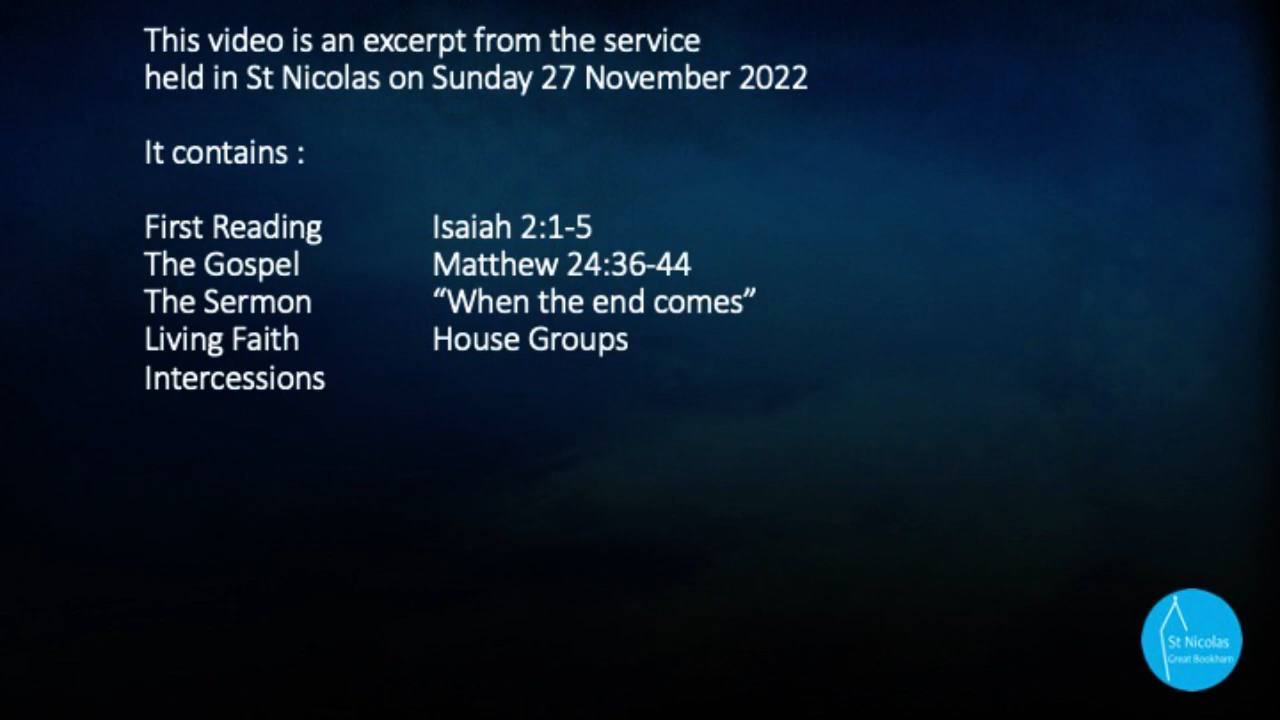 This video is an excerpt from the service
held in St Nicolas on Sunday 27 November 2022
It contains :
First Reading Isaiah 2:1-5
The Gospel Matthew 24:36-44
The Sermon “When the end comes”
Living Faith House Groups
Intercessions
St Nicolas
Great Bookham